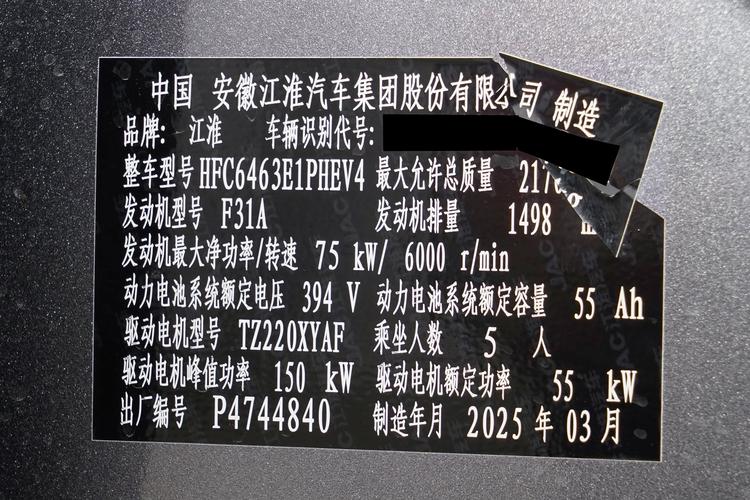 中国 安徽江淮汽车集团股份有限公司 制造
品牌: 江淮 车辆识别代号:
整车型号 HFC6463E1PHEV4 最大允许总质量 217 g
发动机型号 F31A 发动机排量 1498
发动机最大净功率/转速 75 kW/ 6000 r/min
动力电池系统额定电压 394 V 动力电池系统额定容量 55 Ah
驱动电机型号 TZ220XYAF 乘坐人数 5 人
驱动电机峰值功率 150 kW 驱动电机额定功率 55 kW
出厂编号 P4744840 制造年月 2025 年 03 月